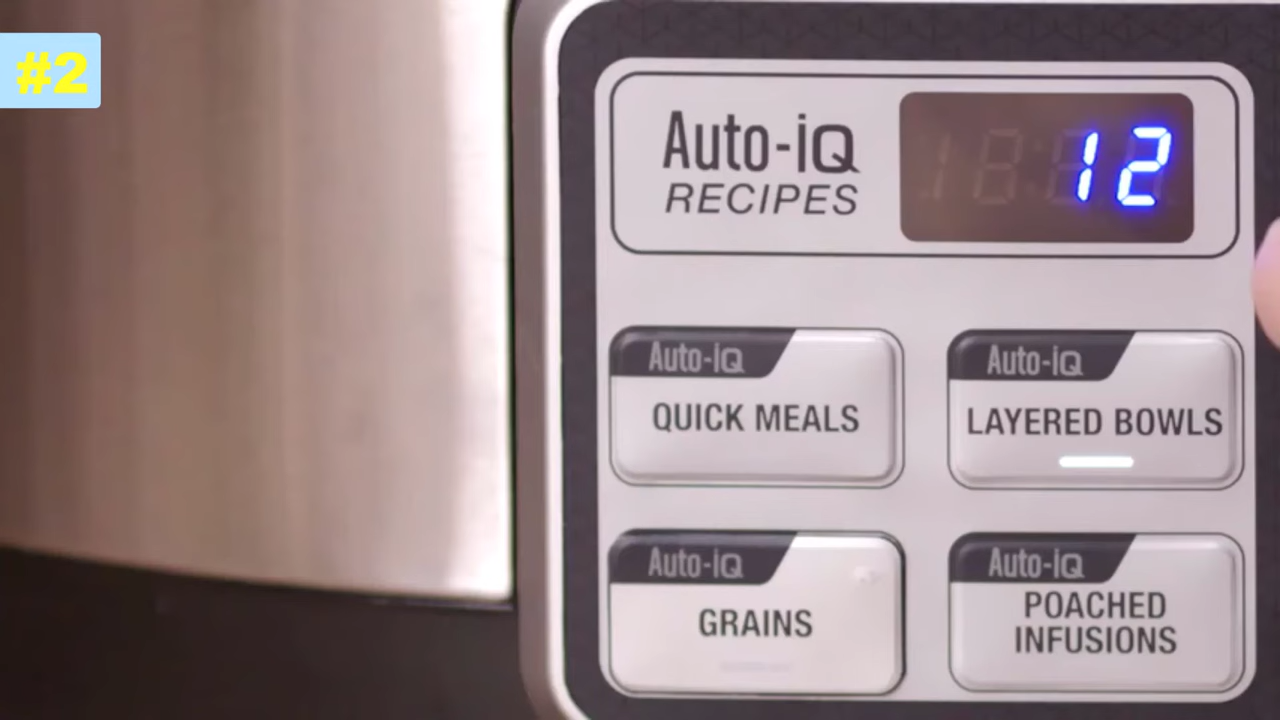 #2
Auto-iQ
RECIPES
12
Auto-iQ
QUICK MEALS
Auto-iQ
LAYERED BOWLS
Auto-iQ
GRAINS
Auto-iQ
POACHED
INFUSIONS